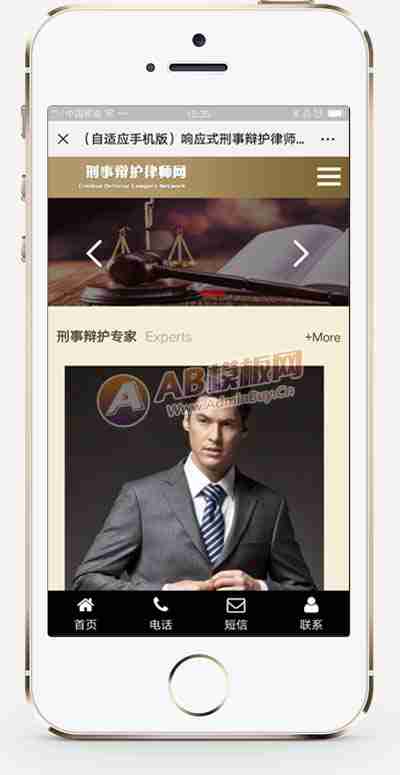 中国移动
15:35
（自适应手机版）响应式刑事辩护律师...
刑事辩护律师网
Criminal Defense Lawyers Network
刑事辩护专家 Experts +More
AB模板网
Www.AdminBuy.Cn
首页 电话 短信 联系